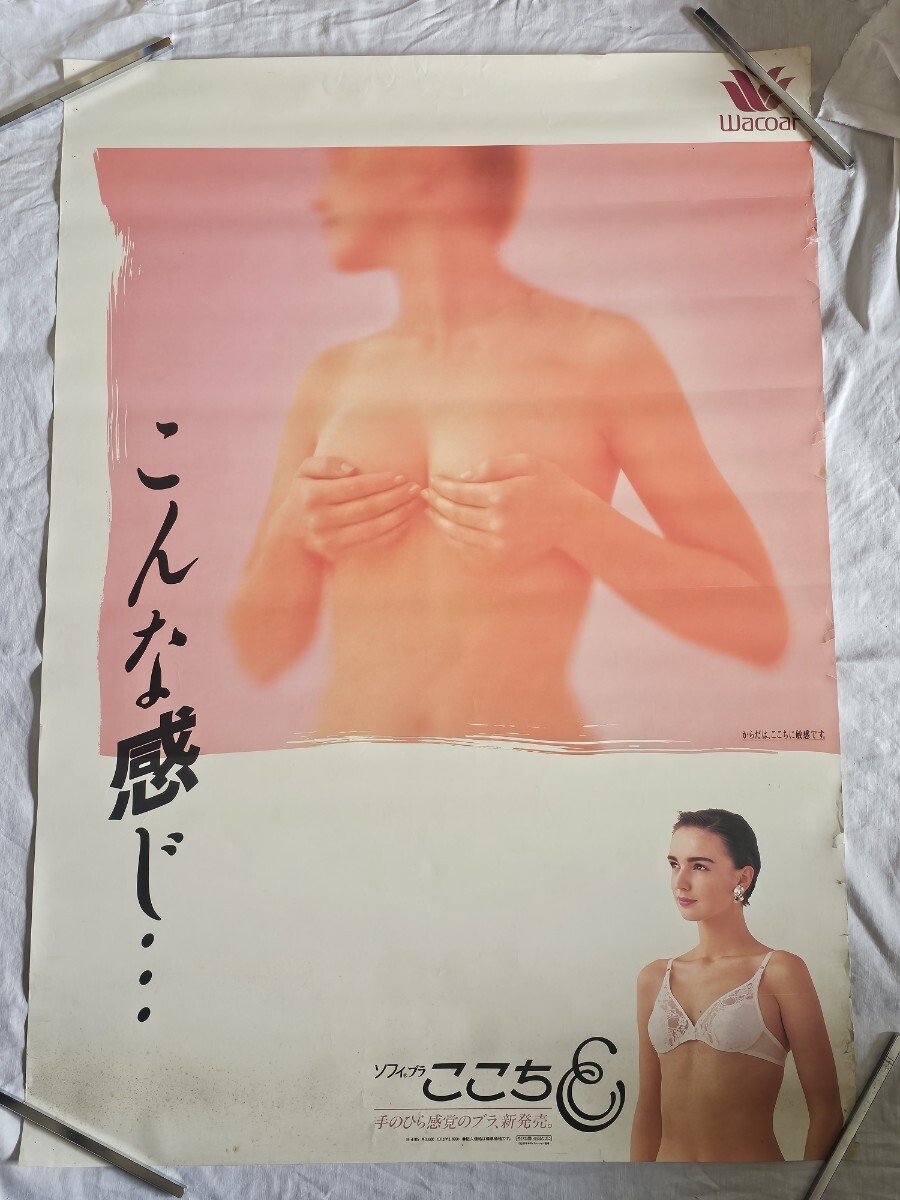 Wacoal
こんな感じ・・・
からだは、ここちに敏感です。
ソフィ®ブラ ここちE
手のひら感覚のブラ、新発売。